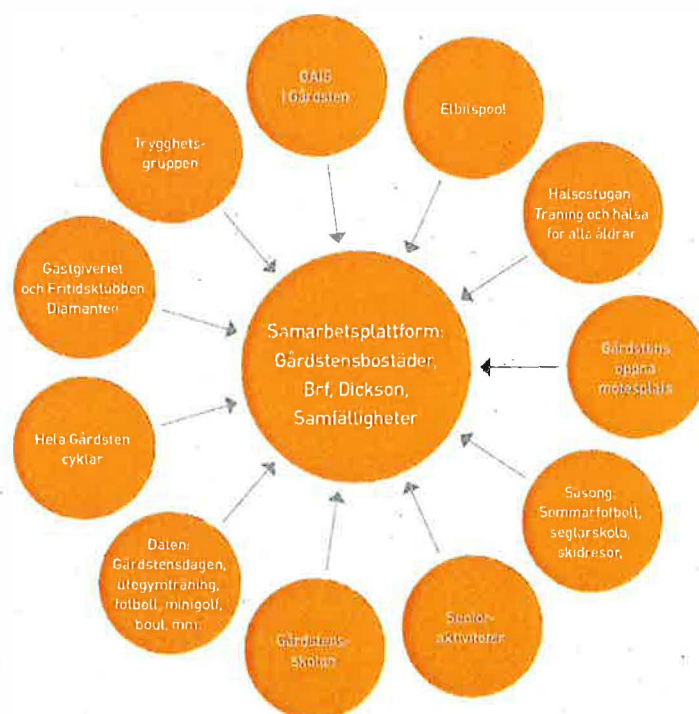 GAIS
i Gårdsten
Elbilspool
Hälsostugan:
Träning och hälsa
för alla åldrar
Gårdstens
öppna
mötesplats
Säsong:
Sommarfotboll,
seglarskola,
skidresor,
Senior-
aktiviteter
Gårdstens-
skolan
Dalen:
Gårdstensdagen,
utegymträning,
fotboll, minigolf,
boul, mm.
Hela Gårdsten
cyklar
Gästgiveriet
och Fritidsklubben
Diamanten
Trygghets-
gruppen
Samarbetsplattform:
Gårdstensbostäder,
Brf, Dickson,
Samfälligheter